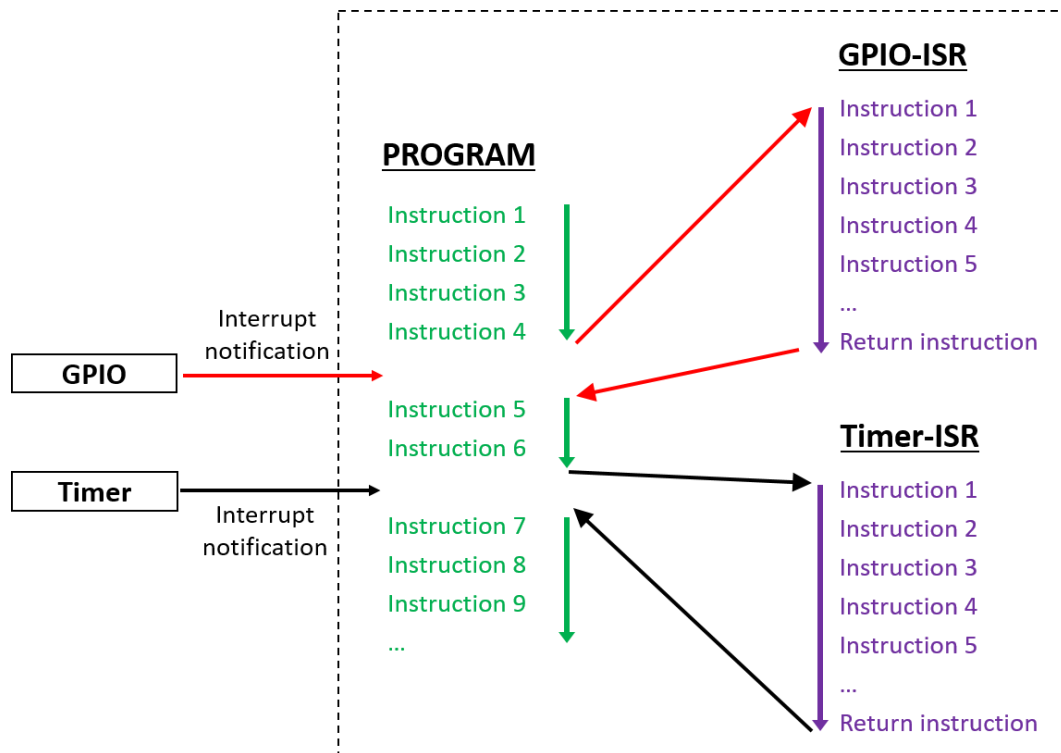 GPIO
Interrupt
notification
Timer
Interrupt
notification
PROGRAM
Instruction 1
Instruction 2
Instruction 3
Instruction 4
Instruction 5
Instruction 6
Instruction 7
Instruction 8
Instruction 9
...
GPIO-ISR
Instruction 1
Instruction 2
Instruction 3
Instruction 4
Instruction 5
...
Return instruction
Timer-ISR
Instruction 1
Instruction 2
Instruction 3
Instruction 4
Instruction 5
...
Return instruction